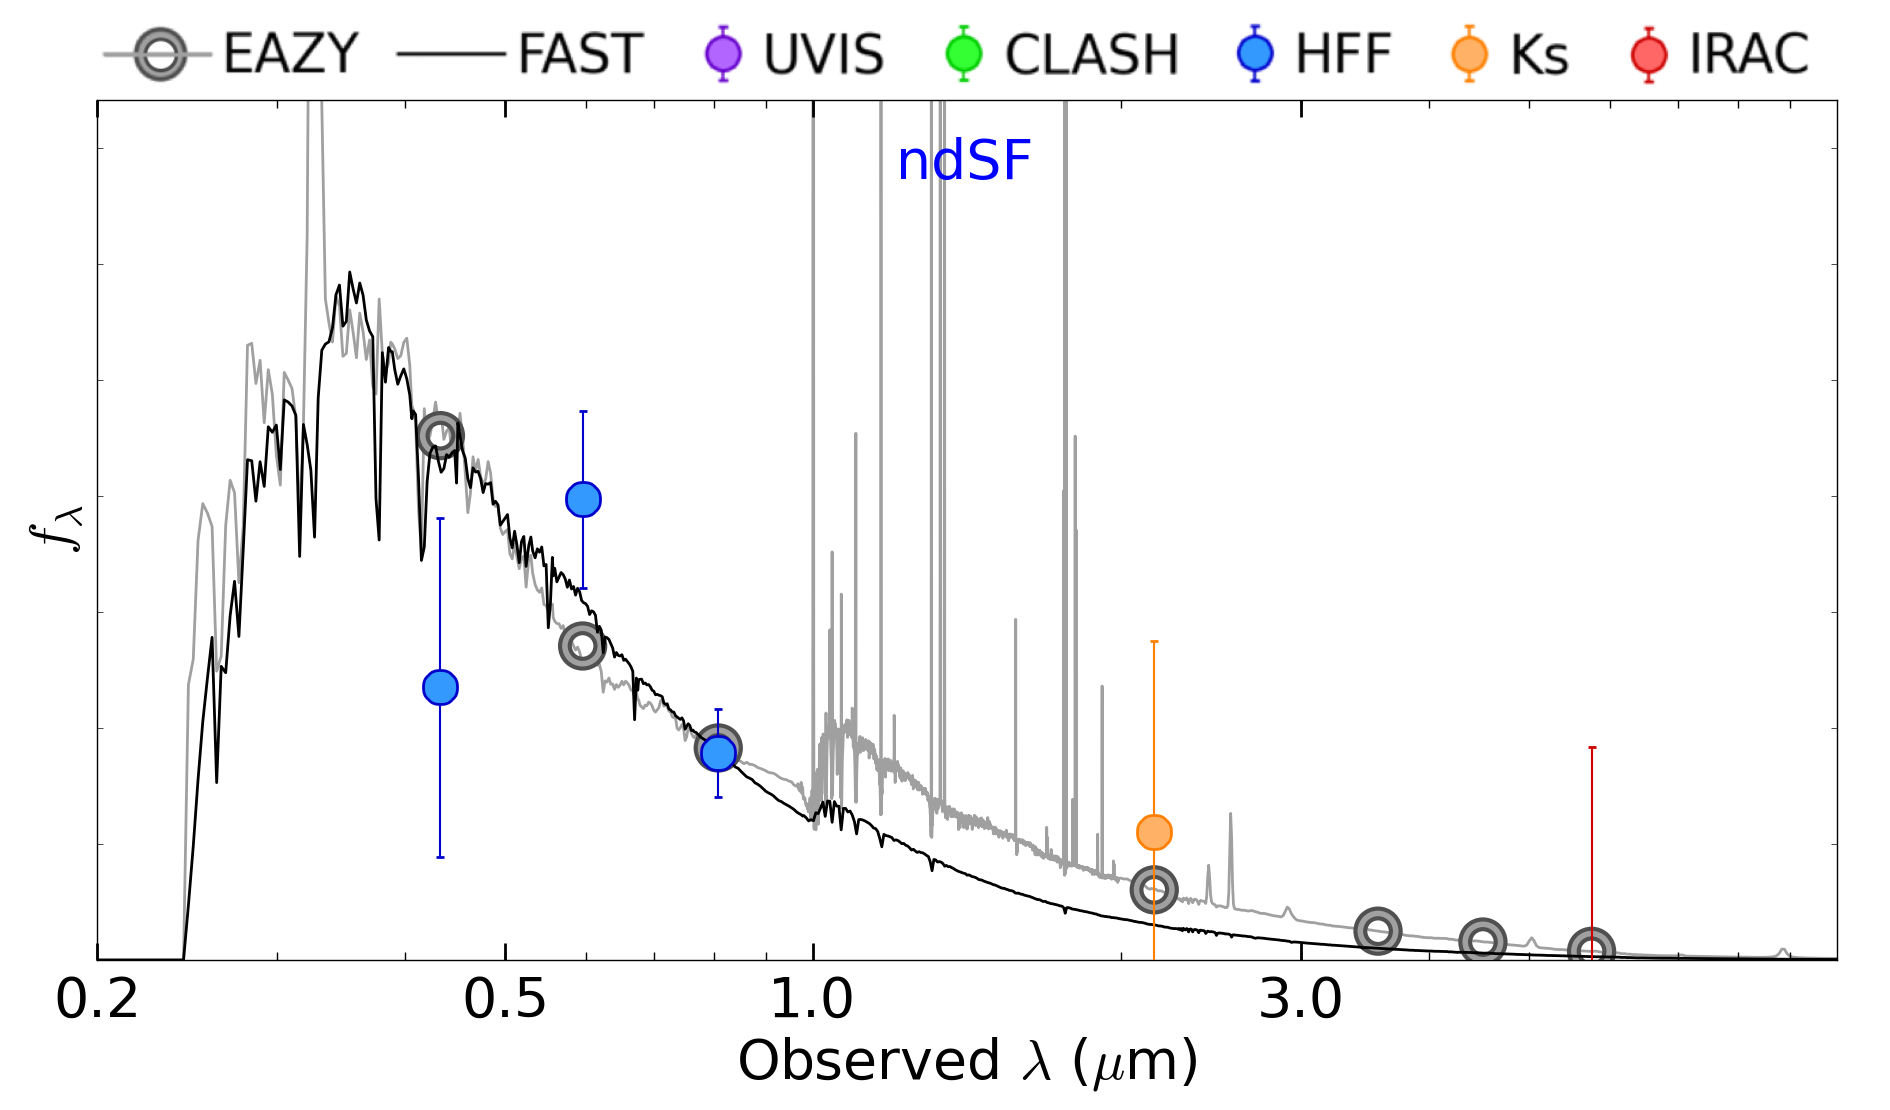 EAZY FAST UVIS CLASH HFF Ks IRAC
ndSF
f_λ
0.2 0.5 1.0 3.0
Observed λ (μm)